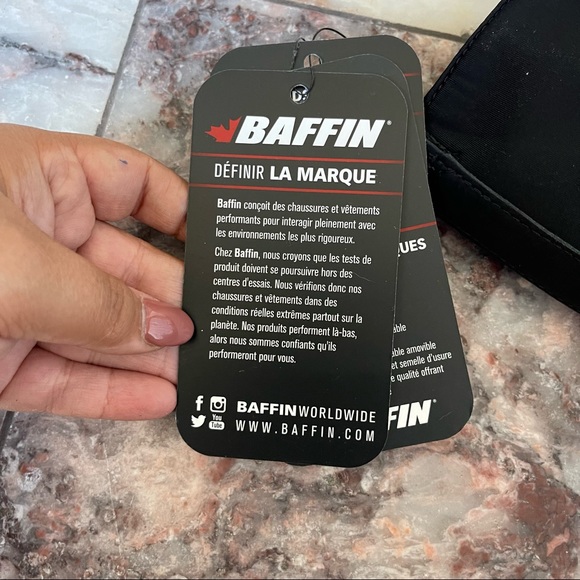 BAFFIN®
DÉFINIR LA MARQUE
Baffin conçoit des chaussures et vêtements
performants pour interagir pleinement avec
les environnements les plus rigoureux.
Chez Baffin, nous croyons que les tests de
produit doivent se poursuivre hors des
centres d'essais. Nous vérifions donc nos
chaussures et vêtements dans des
conditions réelles extrêmes partout sur la
planète. Nos produits performent là-bas,
alors nous sommes confiants qu'ils
performeront pour vous.
f
You
Tube
BAFFINWORLDWIDE
WWW.BAFFIN.COM
UES
able
ble amovible
et semelle d'usure
e qualité offrant
FIN®